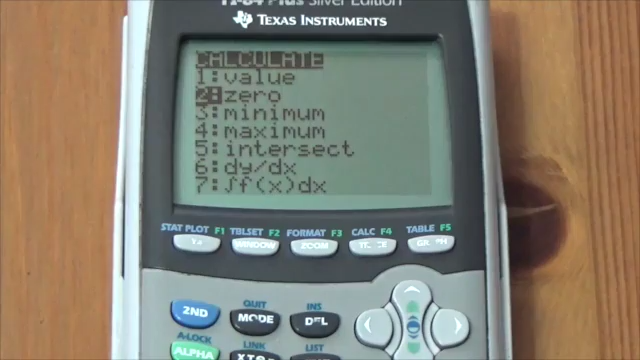 TI-84 Plus Silver Edition
TEXAS INSTRUMENTS
CALCULATE
1:value
2:zero
3:minimum
4:maximum
5:intersect
6:dy/dx
7:∫f(x)dx
STAT PLOT F1 TBLSET F2 FORMAT F3 CALC F4 TABLE F5
Y= WINDOW ZOOM TRACE GRAPH
QUIT INS
2ND MODE DEL
A-LOCK LINK LIST
ALPHA